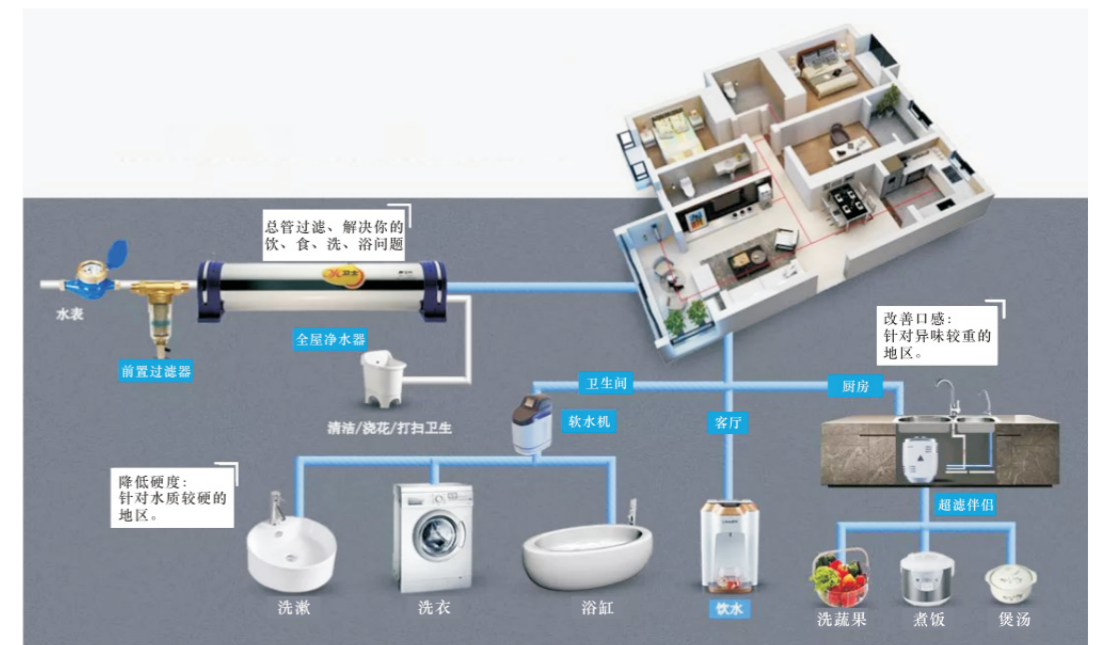 总管过滤、解决你的
饮、食、洗、浴问题
水表
前置过滤器
全屋净水器
清洁/浇花/打扫卫生
改善口感：
针对异味较重的
地区。
卫生间
厨房
软水机
客厅
降低硬度：
针对水质较硬的
地区。
超滤伴侣
洗漱
洗衣
浴缸
饮水
洗蔬果
煮饭
煲汤